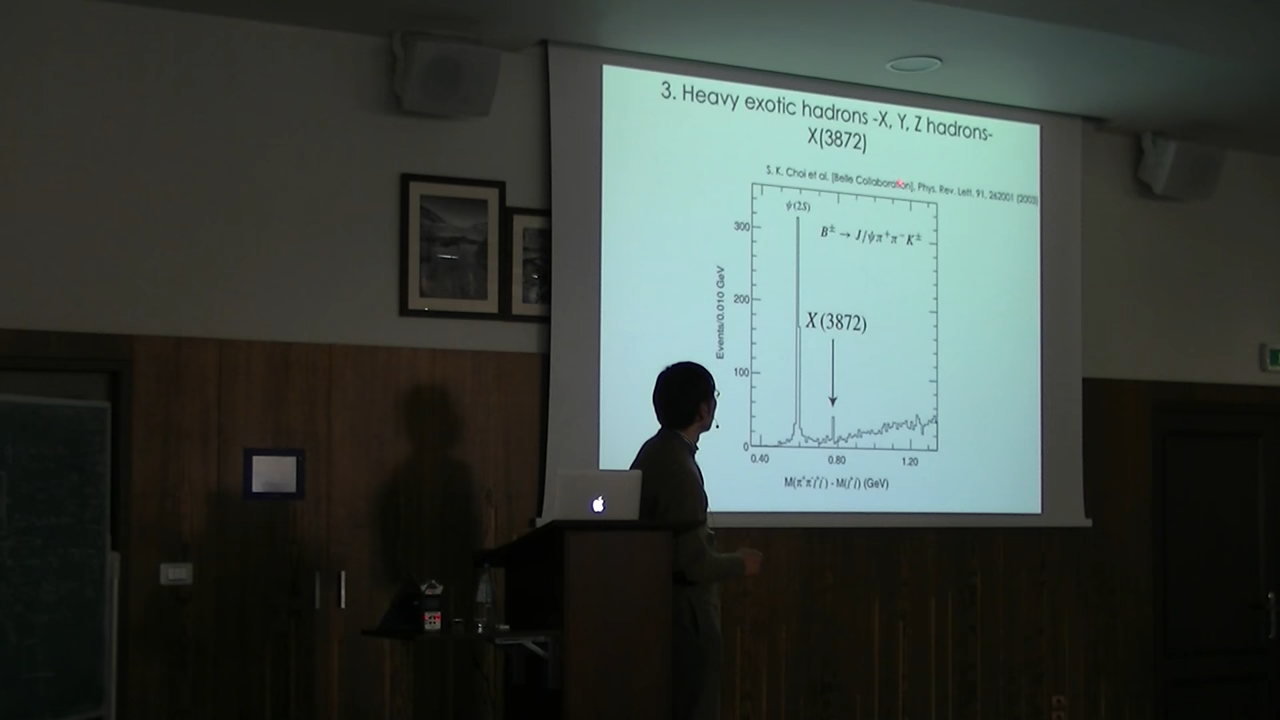 3. Heavy exotic hadrons -X, Y, Z hadrons-
X(3872)
S. K. Choi et al. [Belle Collaboration], Phys. Rev. Lett. 91, 262001 (2003)
ψ(2S)
B± → J/ψπ+π−K±
X(3872)
Events/0.010 GeV
300
200
100
0
0.40
0.80
1.20
M(π+π-l+l-) - M(l+l-) (GeV)